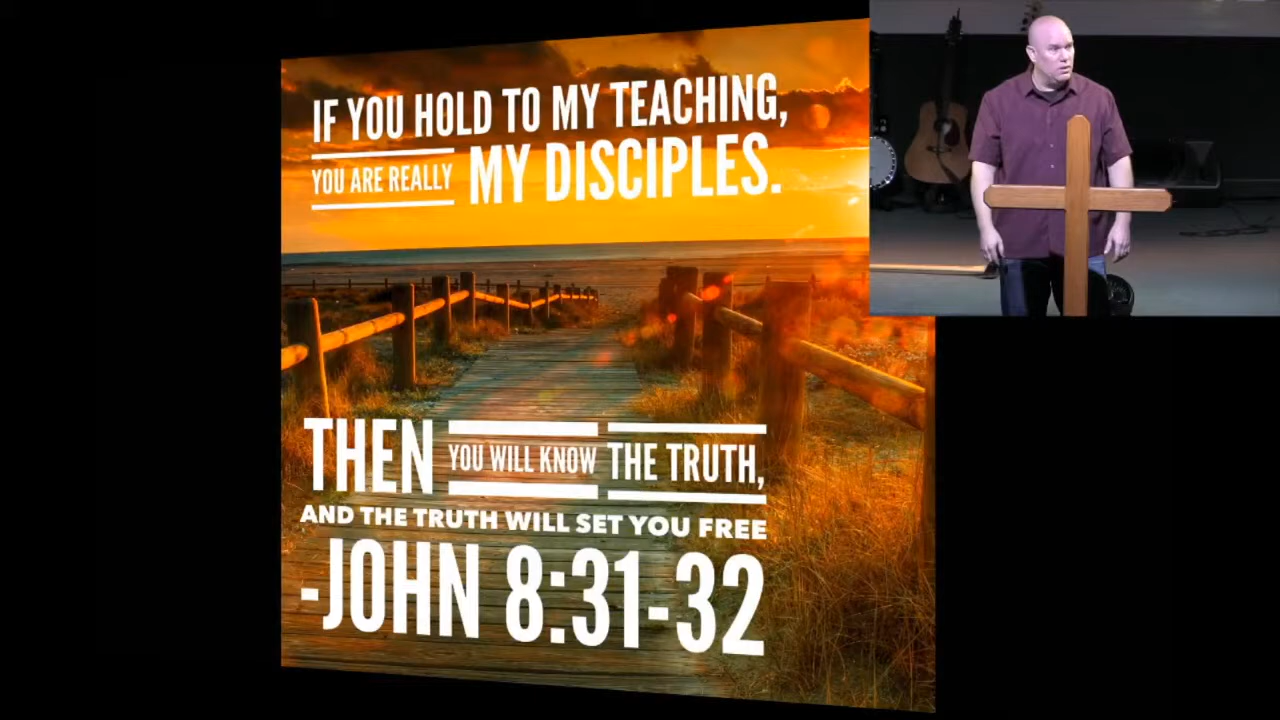 IF YOU HOLD TO MY TEACHING,
YOU ARE REALLY MY DISCIPLES.
THEN YOU WILL KNOW THE TRUTH,
AND THE TRUTH WILL SET YOU FREE
-JOHN 8:31-32